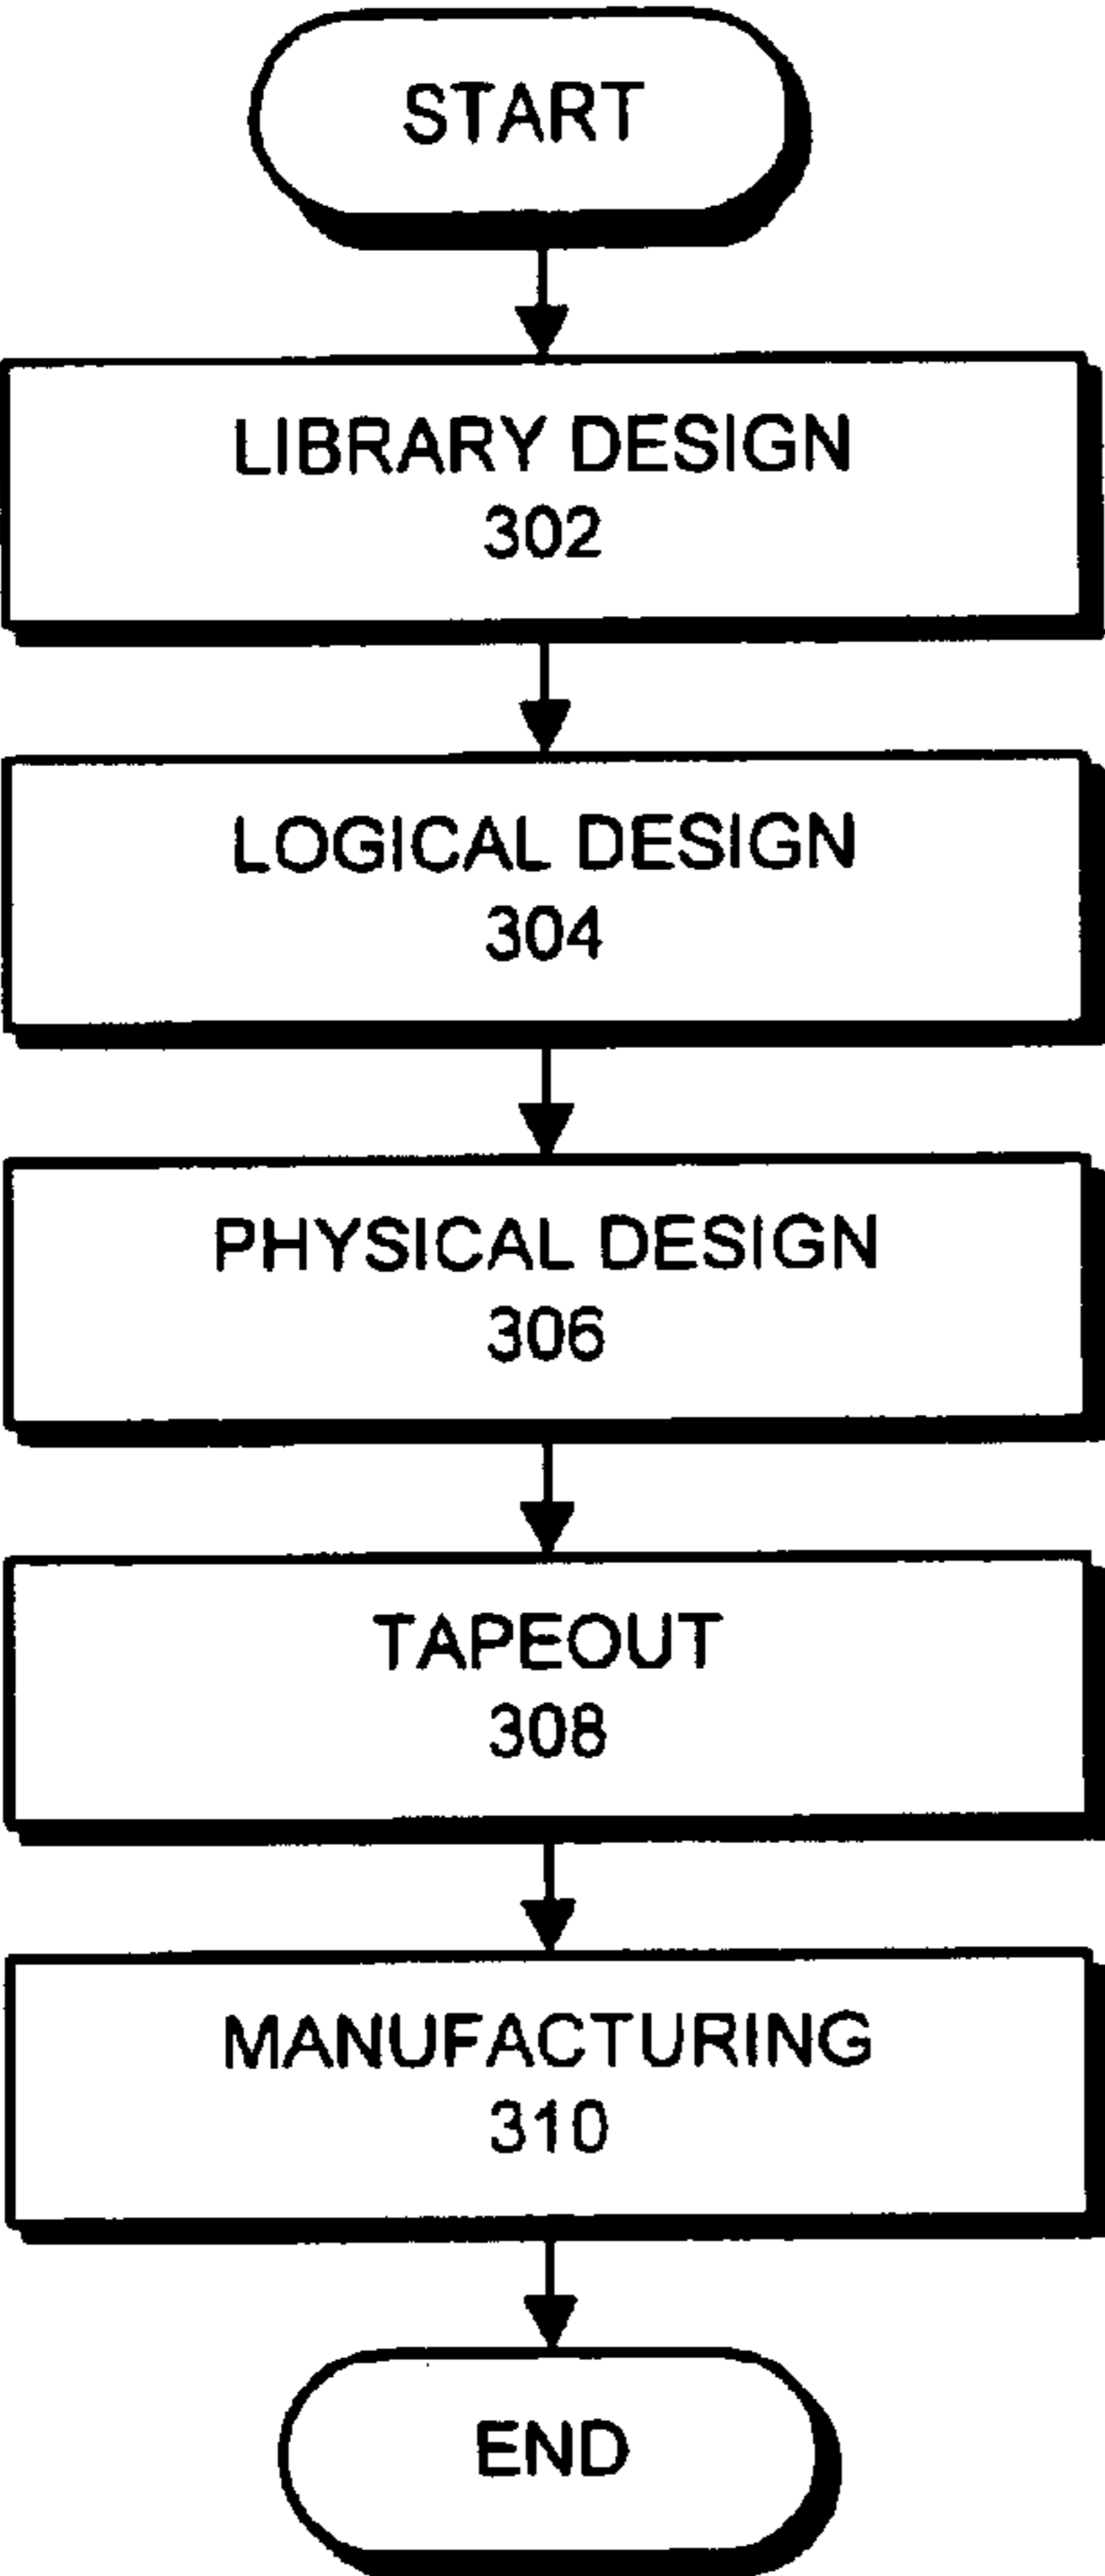 START
LIBRARY DESIGN
302
LOGICAL DESIGN
304
PHYSICAL DESIGN
306
TAPEOUT
308
MANUFACTURING
310
END